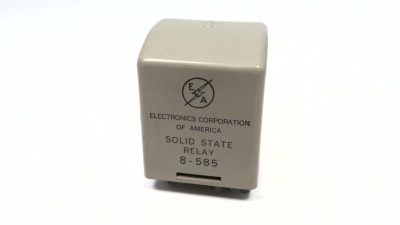 E C A
ELECTRONICS CORPORATION
OF AMERICA
SOLID STATE
RELAY
8-585